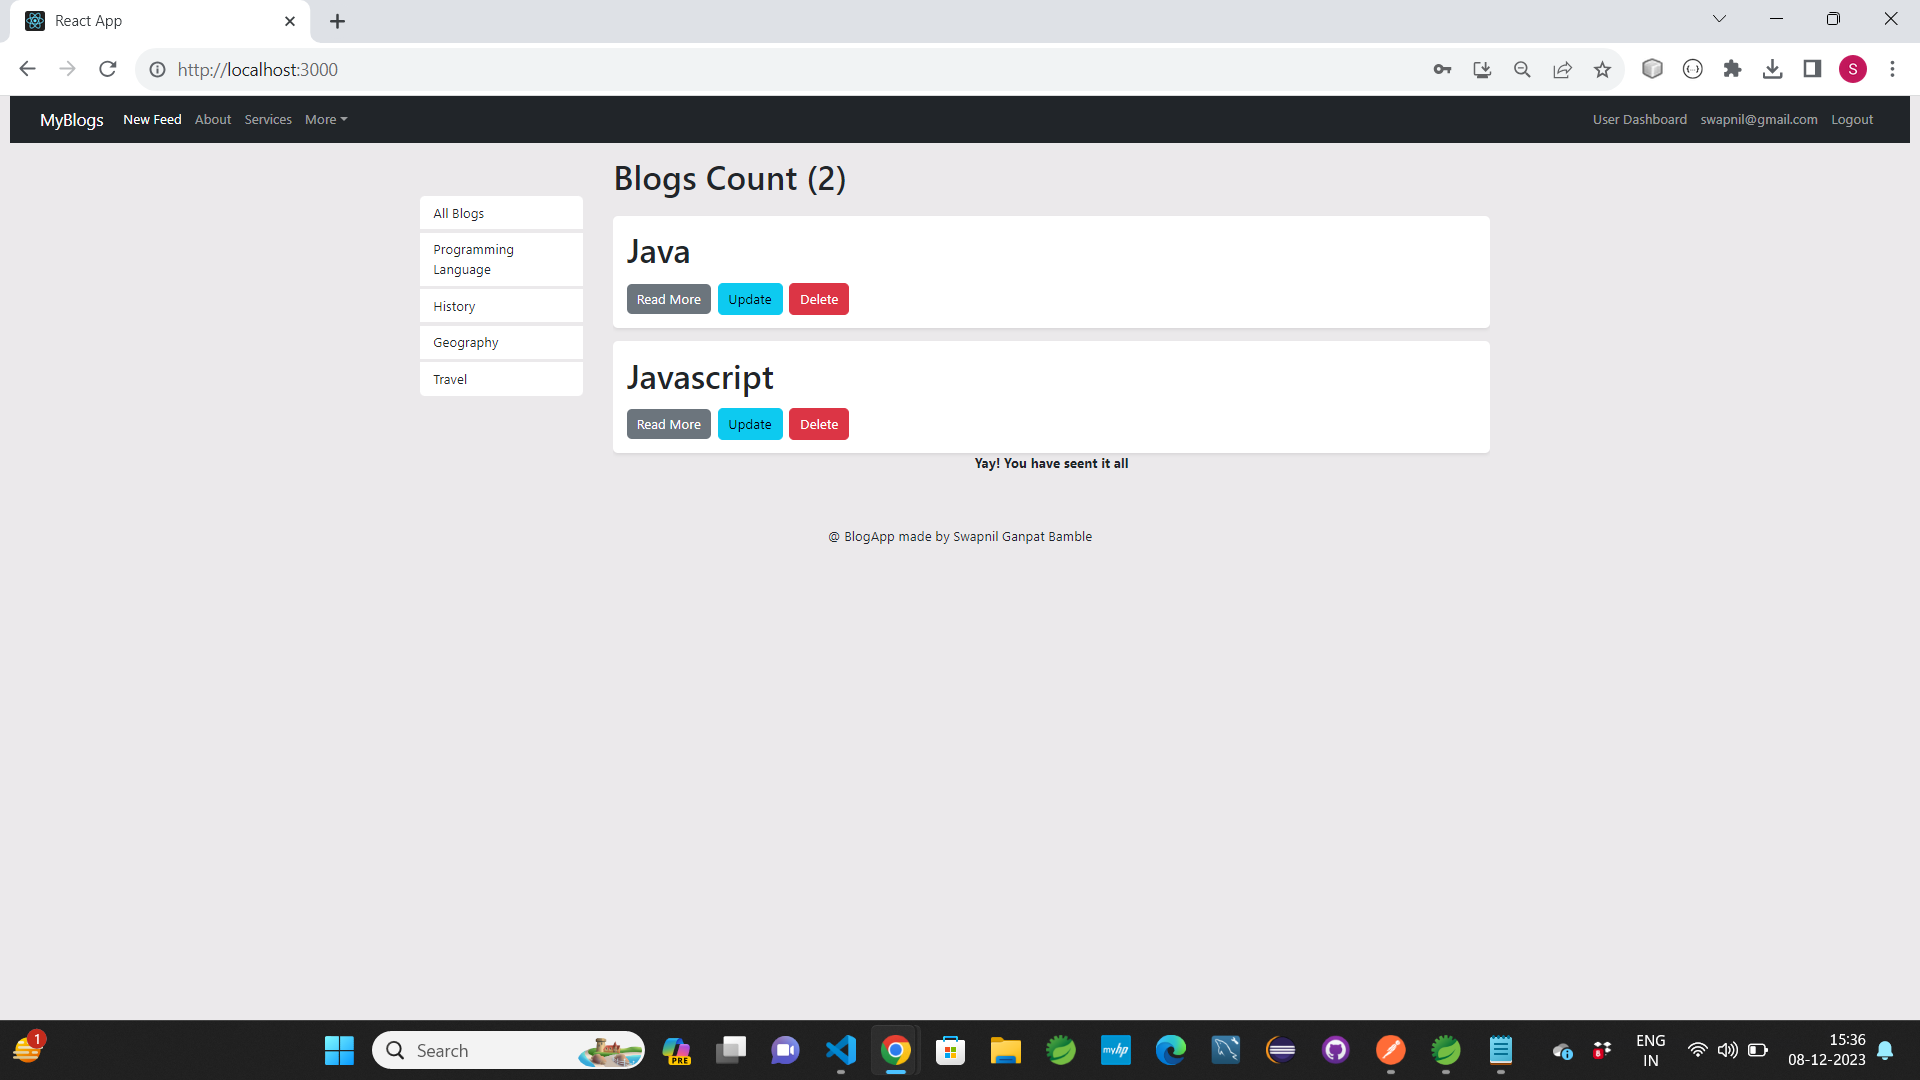 React App
http://localhost:3000
S
MyBlogs New Feed About Services More
User Dashboard swapnil@gmail.com Logout
Blogs Count (2)
All Blogs
Programming
Language
History
Geography
Travel
Java
Read More Update Delete
Javascript
Read More Update Delete
Yay! You have seent it all
@ BlogApp made by Swapnil Ganpat Bamble
1
Search
PRE
myhp
8
ENG
IN
15:36
08-12-2023